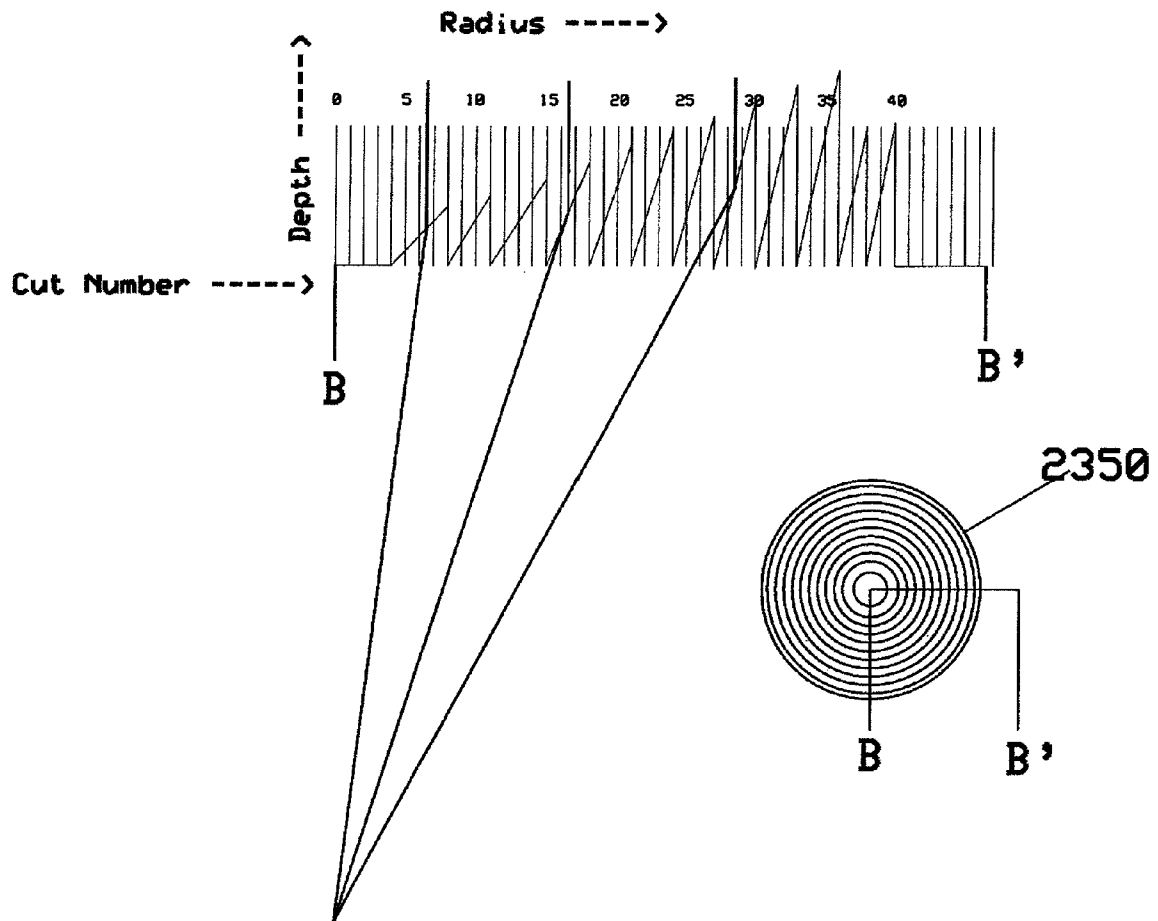 Radius ----->
Depth ----->
0 5 10 15 20 25 30 35 40
Cut Number ----->
B
B'
2350
B
B'